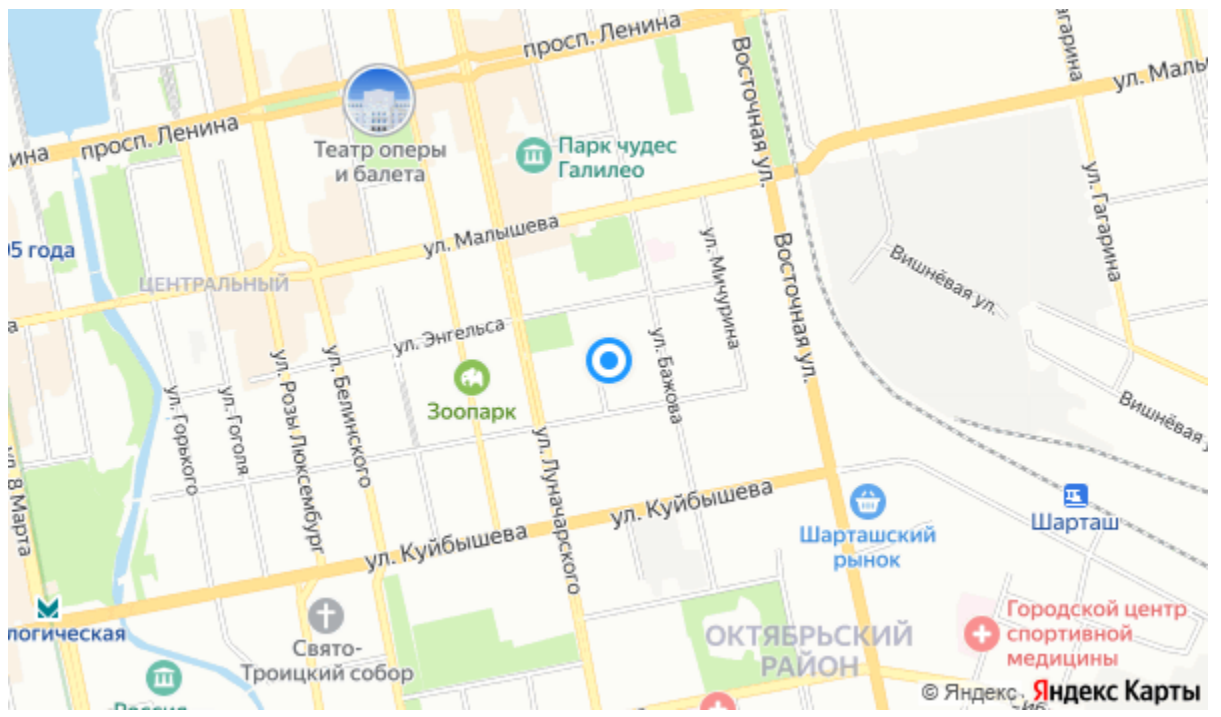 просп. Ленина
Восточная ул.
Гагарина
ул. Малы
ина
просп. Ленина
Театр оперы
и балета
Парк чудес
Галилео
ул. Гагарина
5 года
ул. Малышева
ул. Мичурина
Восточная ул.
Вишнёвая ул.
ЦЕНТРАЛЬНЫЙ
ул. Энгельса
ул. Бажова
а
ул. Горького
ул. Гоголя
ул. Розы Люксембург
ул. Белинского
Зоопарк
Вишнёвая у
ул. 8 Марта
ул. Луначарского
ул. Куйбышева
ул. Куйбышева
Шарташский
рынок
Шарташ
логическая
Свято-
Троицкий собор
ОКТЯБРЬСКИЙ
РАЙОН
Городской центр
спортивной
медицины
Россия
© Яндекс
Яндекс Карты